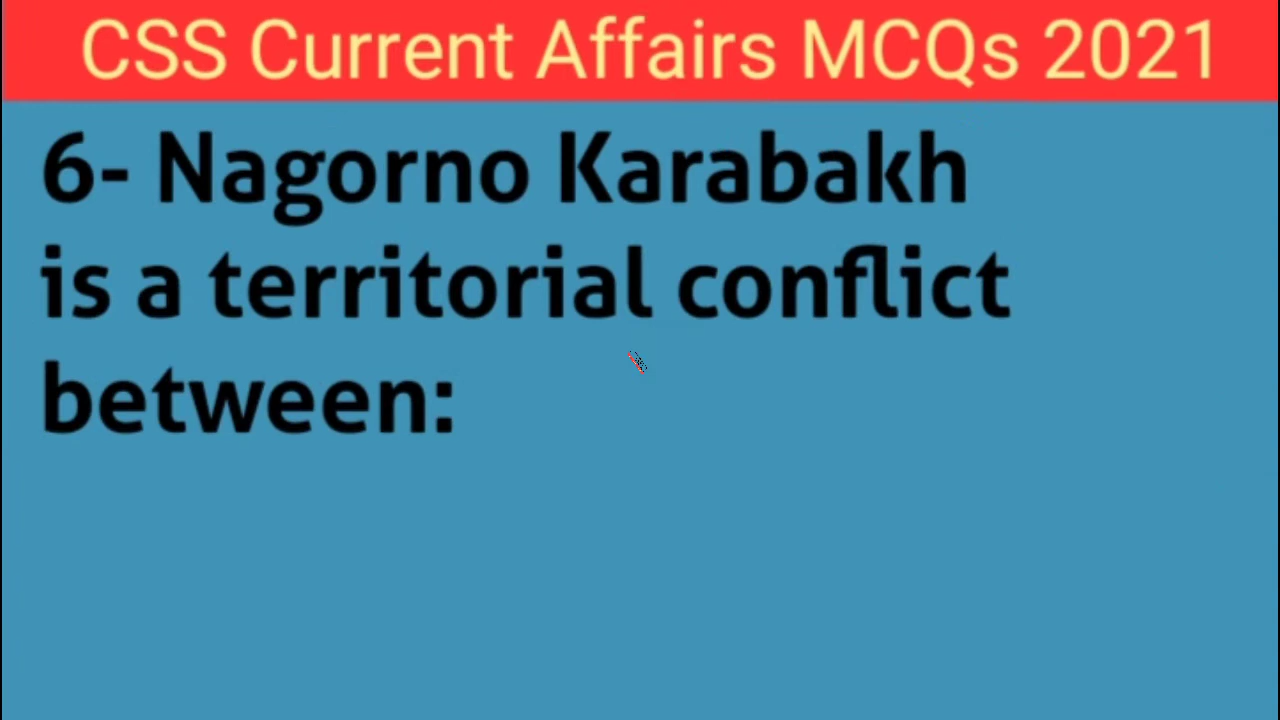 CSS Current Affairs MCQs 2021
6- Nagorno Karabakh
is a territorial conflict
between: